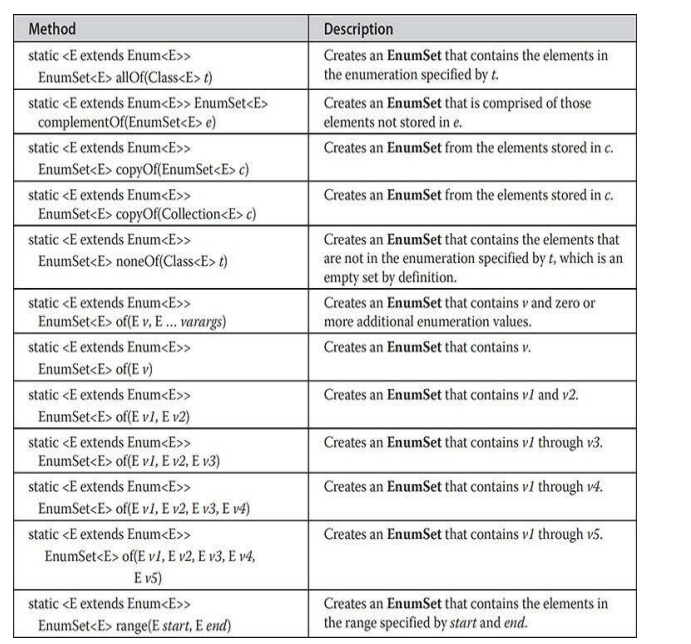 Method Description
static <E extends Enum<E>> Creates an EnumSet that contains the elements in
EnumSet<E> allOf(Class<E> t) the enumeration specified by t.
static <E extends Enum<E>> EnumSet<E> Creates an EnumSet that is comprised of those
complementOf(EnumSet<E> e) elements not stored in e.
static <E extends Enum<E>> Creates an EnumSet from the elements stored in c.
EnumSet<E> copyOf(EnumSet<E> c)
static <E extends Enum<E>> Creates an EnumSet from the elements stored in c.
EnumSet<E> copyOf(Collection<E> c)
static <E extends Enum<E>> Creates an EnumSet that contains the elements that
EnumSet<E> noneOf(Class<E> t) are not in the enumeration specified by t, which is an
empty set by definition.
static <E extends Enum<E>> Creates an EnumSet that contains v and zero or
EnumSet<E> of(E v, E ... varargs) more additional enumeration values.
static <E extends Enum<E>> Creates an EnumSet that contains v.
EnumSet<E> of(E v)
static <E extends Enum<E>> Creates an EnumSet that contains v1 and v2.
EnumSet<E> of(E v1, E v2)
static <E extends Enum<E>> Creates an EnumSet that contains v1 through v3.
EnumSet<E> of(E v1, E v2, E v3)
static <E extends Enum<E>> Creates an EnumSet that contains v1 through v4.
EnumSet<E> of(E v1, E v2, E v3, E v4)
static <E extends Enum<E>> Creates an EnumSet that contains v1 through v5.
EnumSet<E> of(E v1, E v2, E v3, E v4,
E v5)
static <E extends Enum<E>> Creates an EnumSet that contains the elements in
EnumSet<E> range(E start, E end) the range specified by start and end.